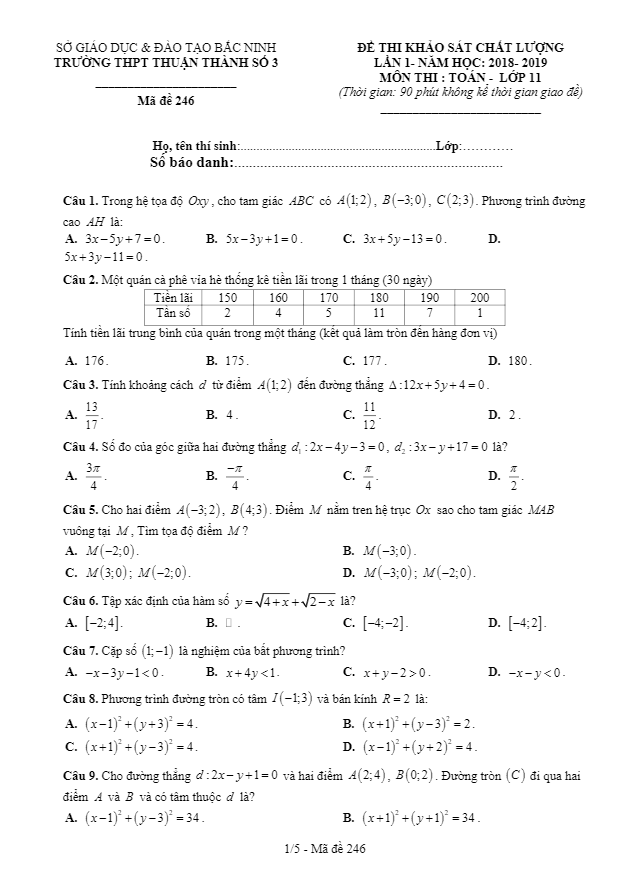 SỞ GIÁO DỤC & ĐÀO TẠO BẮC NINH
TRƯỜNG THPT THUẬN THÀNH SỐ 3
Mã đề 246
ĐỀ THI KHẢO SÁT CHẤT LƯỢNG
LẦN 1- NĂM HỌC: 2018- 2019
MÔN THI : TOÁN - LỚP 11
(Thời gian: 90 phút không kể thời gian giao đề)
Họ, tên thí sinh:..................................................................Lớp:............
Số báo danh:........................................................................
Câu 1. Trong hệ tọa độ Oxy, cho tam giác ABC có A(1;2), B(−3;0), C(2;3). Phương trình đường
cao AH là:
A. 3x−5y+7=0. B. 5x−3y+1=0. C. 3x+5y−13=0. D.
5x+3y−11=0.
Câu 2. Một quán cà phê vỉa hè thống kê tiền lãi trong 1 tháng (30 ngày)
Tiền lãi 150 160 170 180 190 200
Tần số 2 4 5 11 7 1
Tính tiền lãi trung bình của quán trong một tháng (kết quả làm tròn đến hàng đơn vị)
A. 176. B. 175. C. 177. D. 180.
Câu 3. Tính khoảng cách d từ điểm A(1;2) đến đường thẳng Δ:12x+5y+4=0.
A. 13/17. B. 4. C. 11/12. D. 2.
Câu 4. Số đo của góc giữa hai đường thẳng d₁:2x−4y−3=0, d₂:3x−y+17=0 là?
A. 3π/4. B. −π/4. C. π/4. D. π/2.
Câu 5. Cho hai điểm A(−3;2), B(4;3). Điểm M nằm tren hệ trục Ox sao cho tam giác MAB
vuông tại M, Tìm tọa độ điểm M?
A. M(−2;0). B. M(−3;0).
C. M(3;0); M(−2;0). D. M(−3;0); M(−2;0).
Câu 6. Tập xác định của hàm số y=√(4+x)+√(2−x) là?
A. [−2;4]. B. □ . C. [−4;−2]. D. [−4;2].
Câu 7. Cặp số (1;−1) là nghiệm của bất phương trình?
A. −x−3y−1<0. B. x+4y<1. C. x+y−2>0. D. −x−y<0.
Câu 8. Phương trình đường tròn có tâm I(−1;3) và bán kính R=2 là:
A. (x−1)²+(y+3)²=4. B. (x+1)²+(y−3)²=2.
C. (x+1)²+(y−3)²=4. D. (x−1)²+(y+2)²=4.
Câu 9. Cho đường thẳng d:2x−y+1=0 và hai điểm A(2;4), B(0;2). Đường tròn (C) đi qua hai
điểm A và B và có tâm thuộc d là?
A. (x−1)²+(y−3)²=34. B. (x+1)²+(y+1)²=34.
1/5 - Mã đề 246